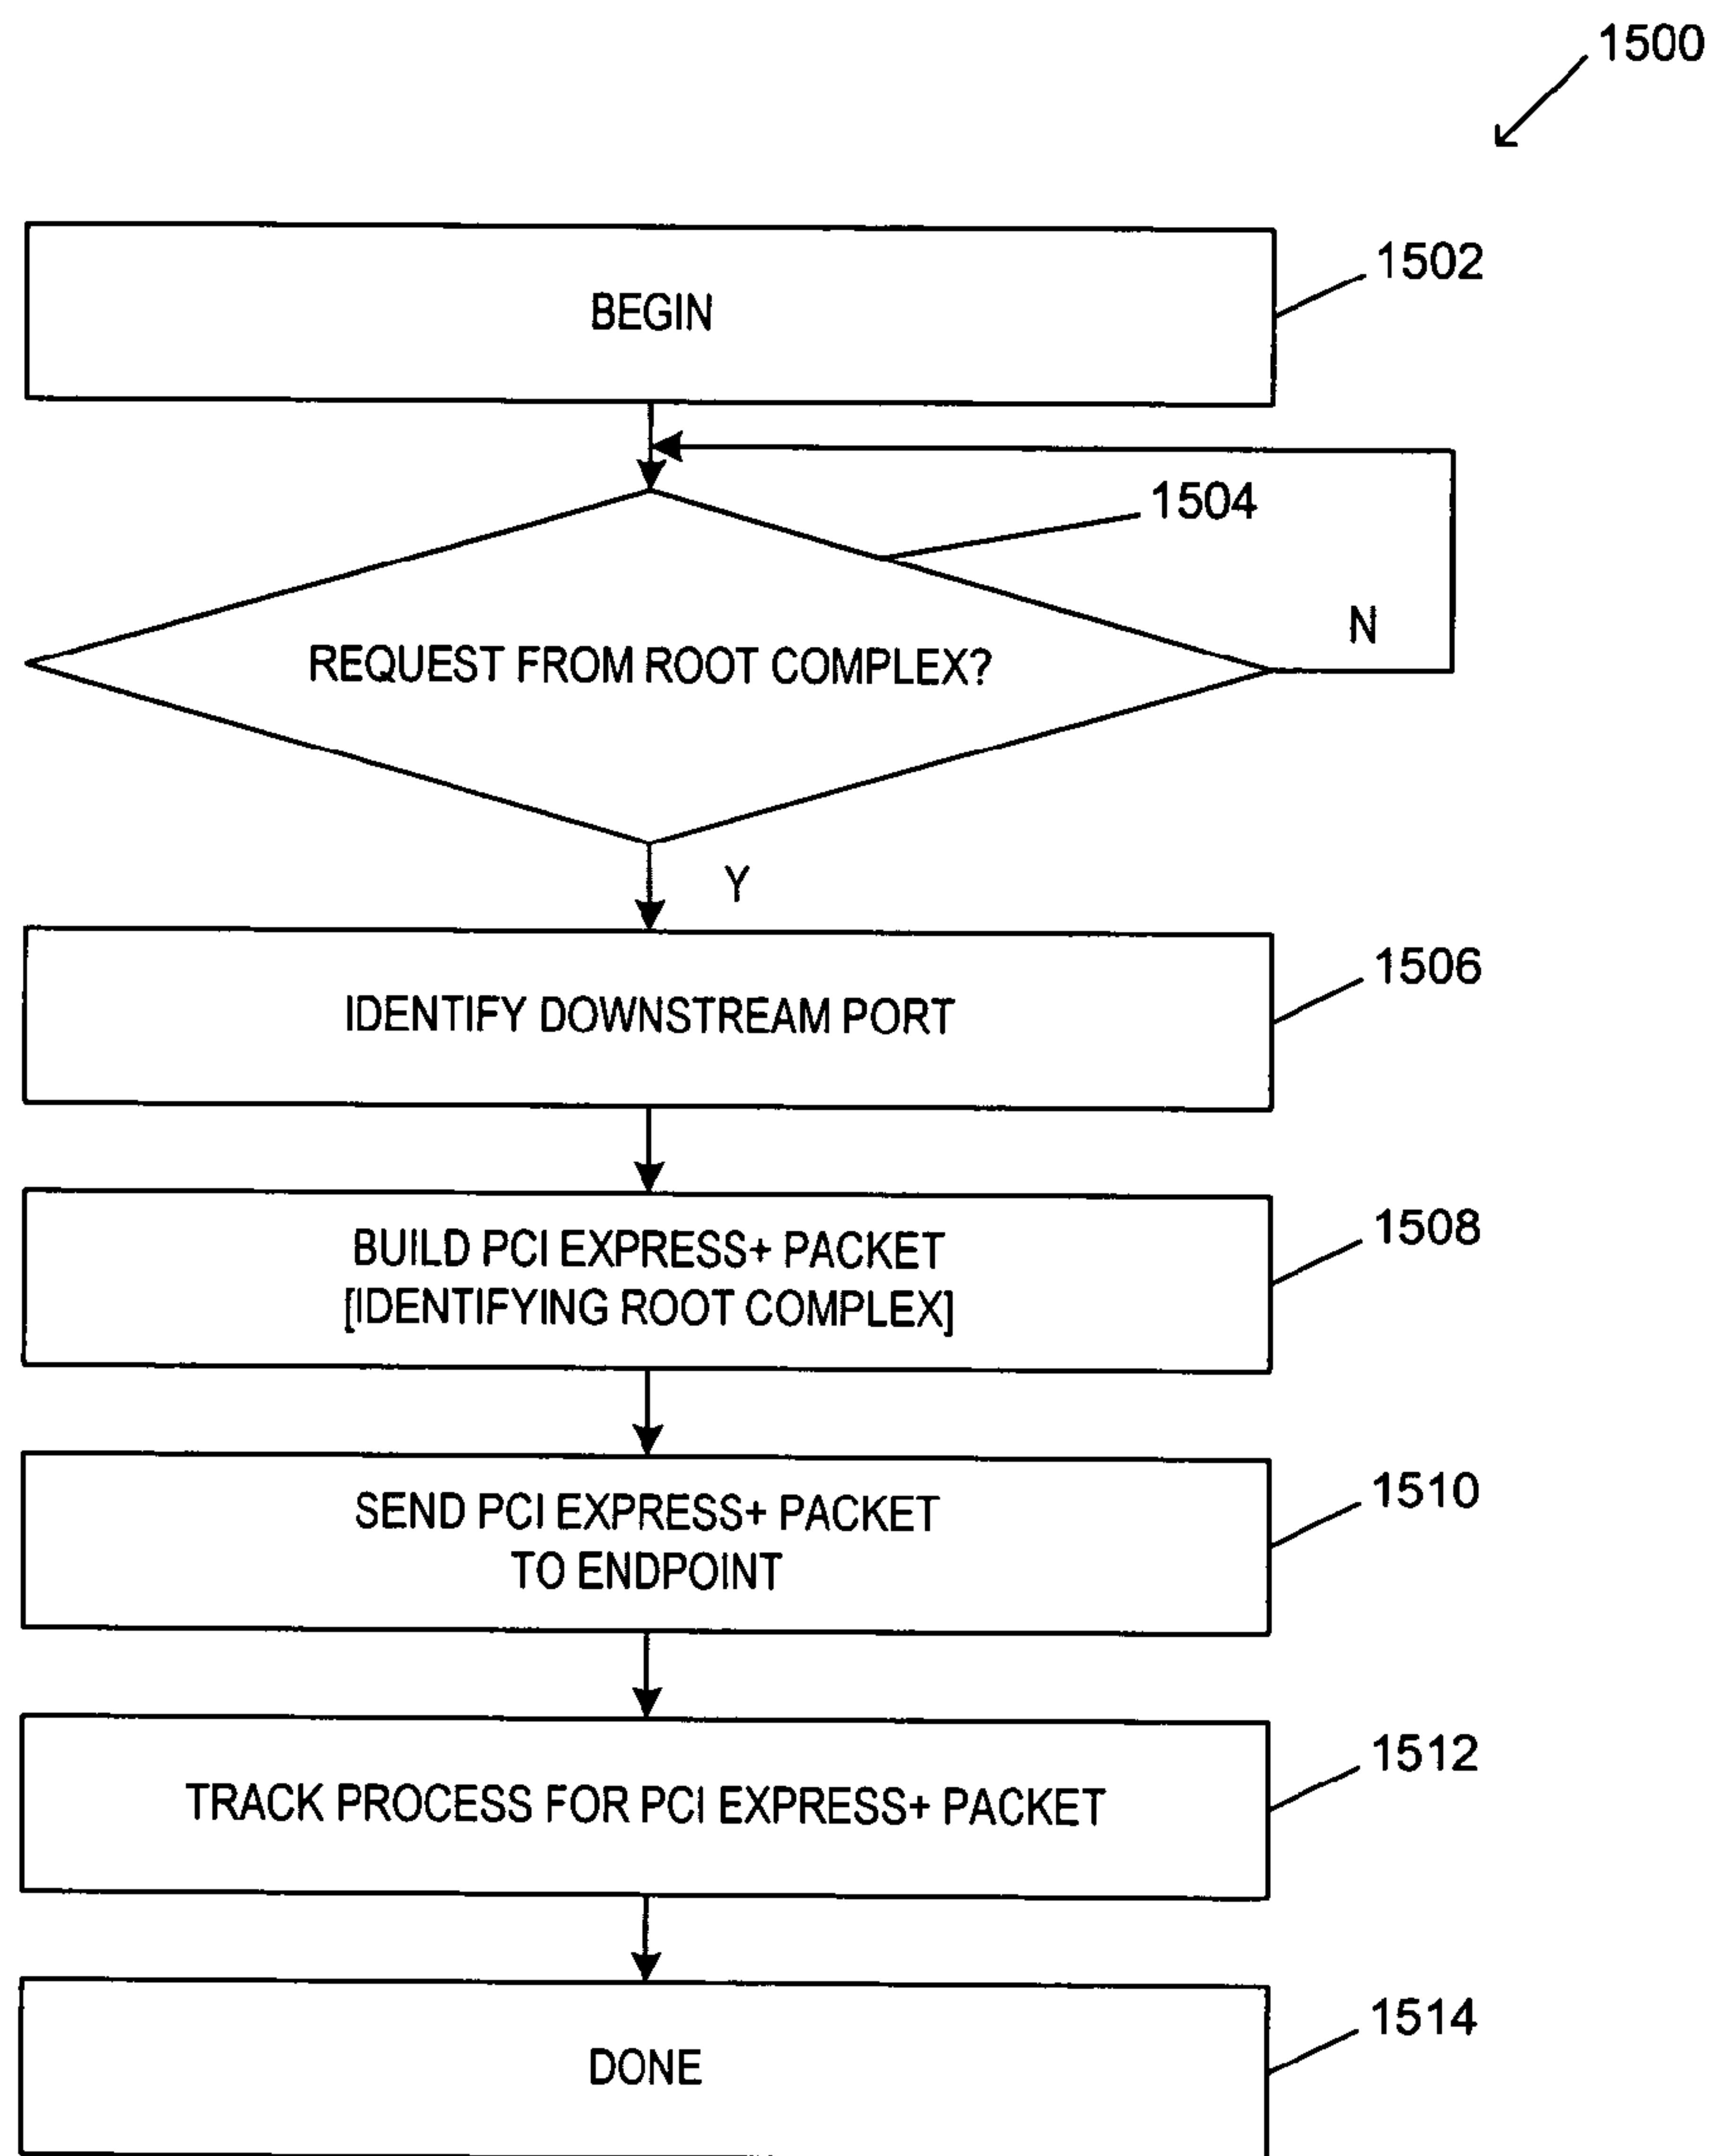 1500
1502
BEGIN
1504
N
REQUEST FROM ROOT COMPLEX?
Y
1506
IDENTIFY DOWNSTREAM PORT
1508
BUILD PCI EXPRESS+ PACKET
[IDENTIFYING ROOT COMPLEX]
1510
SEND PCI EXPRESS+ PACKET
TO ENDPOINT
1512
TRACK PROCESS FOR PCI EXPRESS+ PACKET
1514
DONE